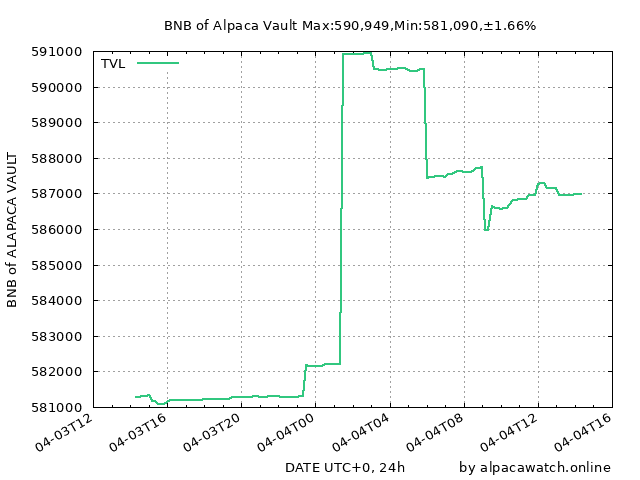 BNB of Alpaca Vault Max:590,949,Min:581,090,±1.66%
TVL
591000
590000
589000
588000
587000
586000
585000
584000
583000
582000
581000
BNB of ALAPACA VAULT
04-03T12
04-03T16
04-03T20
04-04T00
04-04T04
04-04T08
04-04T12
04-04T16
DATE UTC+0, 24h
by alpacawatch.online